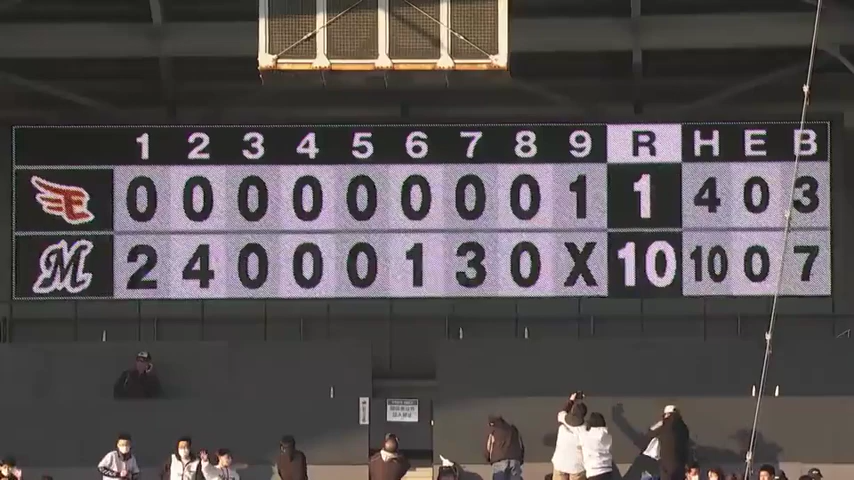 1 2 3 4 5 6 7 8 9 R H E B
E 0 0 0 0 0 0 0 0 1 1 4 0 3
M 2 4 0 0 0 1 3 0 X 10 10 0 7